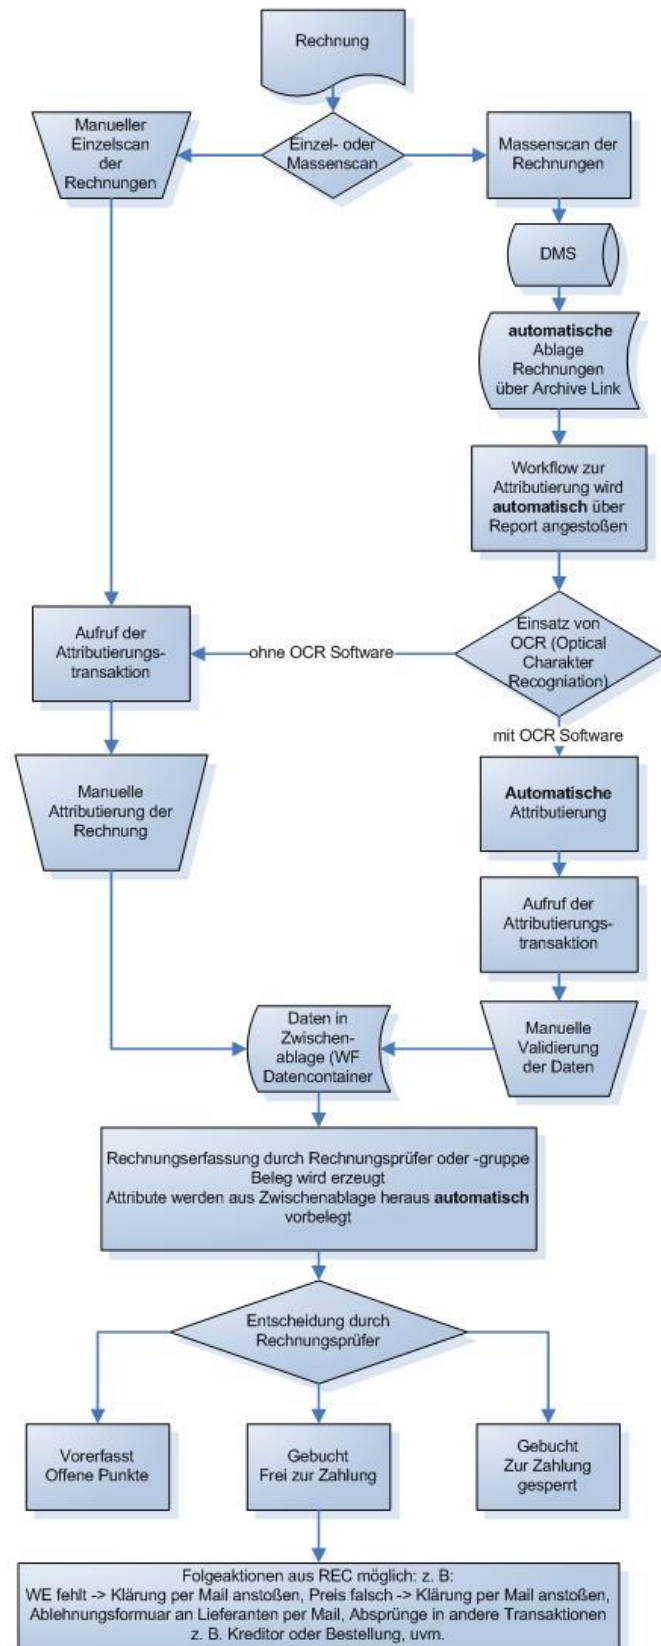 Rechnung
Manueller
Einzelscan
der
Rechnungen
Einzel- oder
Massenscan
Massenscan der
Rechnungen
DMS
automatische
Ablage
Rechnungen
über Archive Link
Workflow zur
Attributierung wird
automatisch über
Report angestoßen
Aufruf der
Attributierungs-
transaktion
ohne OCR Software
Einsatz von
OCR (Optical
Charakter
Recogniation)
mit OCR Software
Manuelle
Attributierung der
Rechnung
Automatische
Attributierung
Aufruf der
Attributierungs-
transaktion
Daten in
Zwischen-
ablage (WF
Datencontainer
Manuelle
Validierung
der Daten
Rechnungserfassung durch Rechnungsprüfer oder -gruppe
Beleg wird erzeugt
Attribute werden aus Zwischenablage heraus automatisch
vorbelegt
Entscheidung durch
Rechnungsprüfer
Vorerfasst
Offene Punkte
Gebucht
Frei zur Zahlung
Gebucht
Zur Zahlung
gesperrt
Folgeaktionen aus REC möglich: z. B:
WE fehlt -> Klärung per Mail anstoßen, Preis falsch -> Klärung per Mail anstoßen,
Ablehnungsformuar an Lieferanten per Mail, Absprünge in andere Transaktionen
z. B. Kreditor oder Bestellung, uvm.